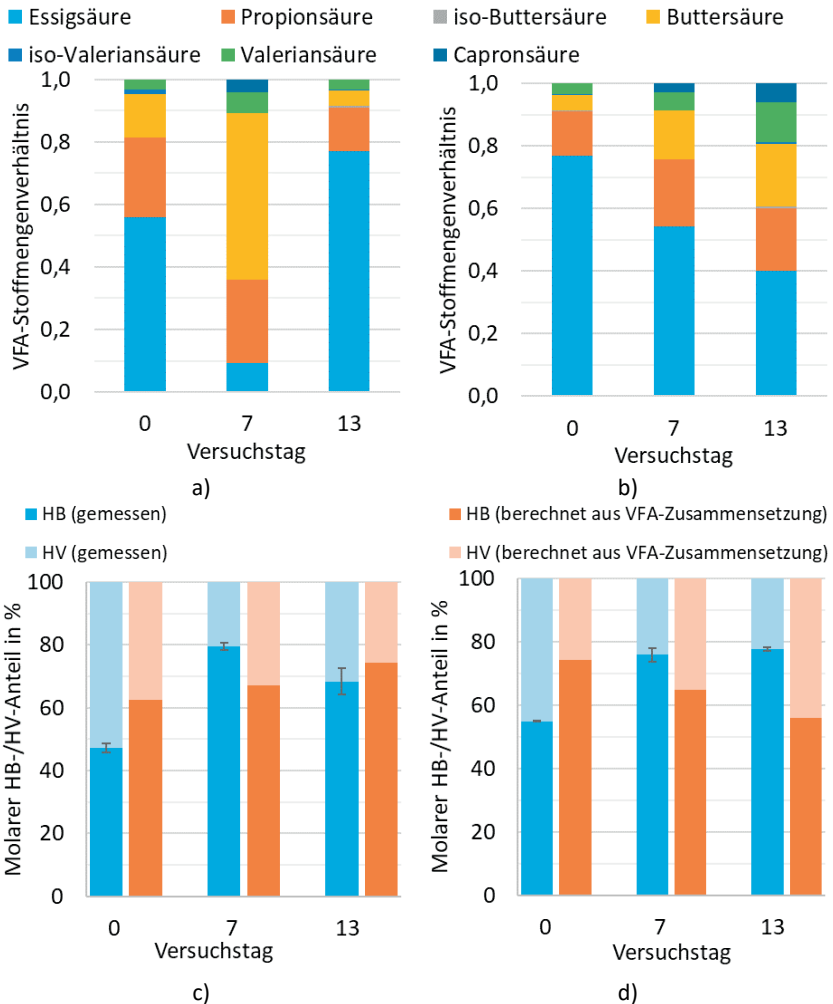 Essigsäure Propionsäure iso-Buttersäure Buttersäure
iso-Valeriansäure Valeriansäure Capronsäure
VFA-Stoffmengenverhältnis
1,0
0,8
0,6
0,4
0,2
0,0
0 7 13
Versuchstag
a)
VFA-Stoffmengenverhältnis
1,0
0,8
0,6
0,4
0,2
0,0
0 7 13
Versuchstag
b)
HB (gemessen)
HV (gemessen)
HB (berechnet aus VFA-Zusammensetzung)
HV (berechnet aus VFA-Zusammensetzung)
Molarer HB-/HV-Anteil in %
100
80
60
40
20
0
0 7 13
Versuchstag
c)
Molarer HB-/HV-Anteil in %
100
80
60
40
20
0
0 7 13
Versuchstag
d)